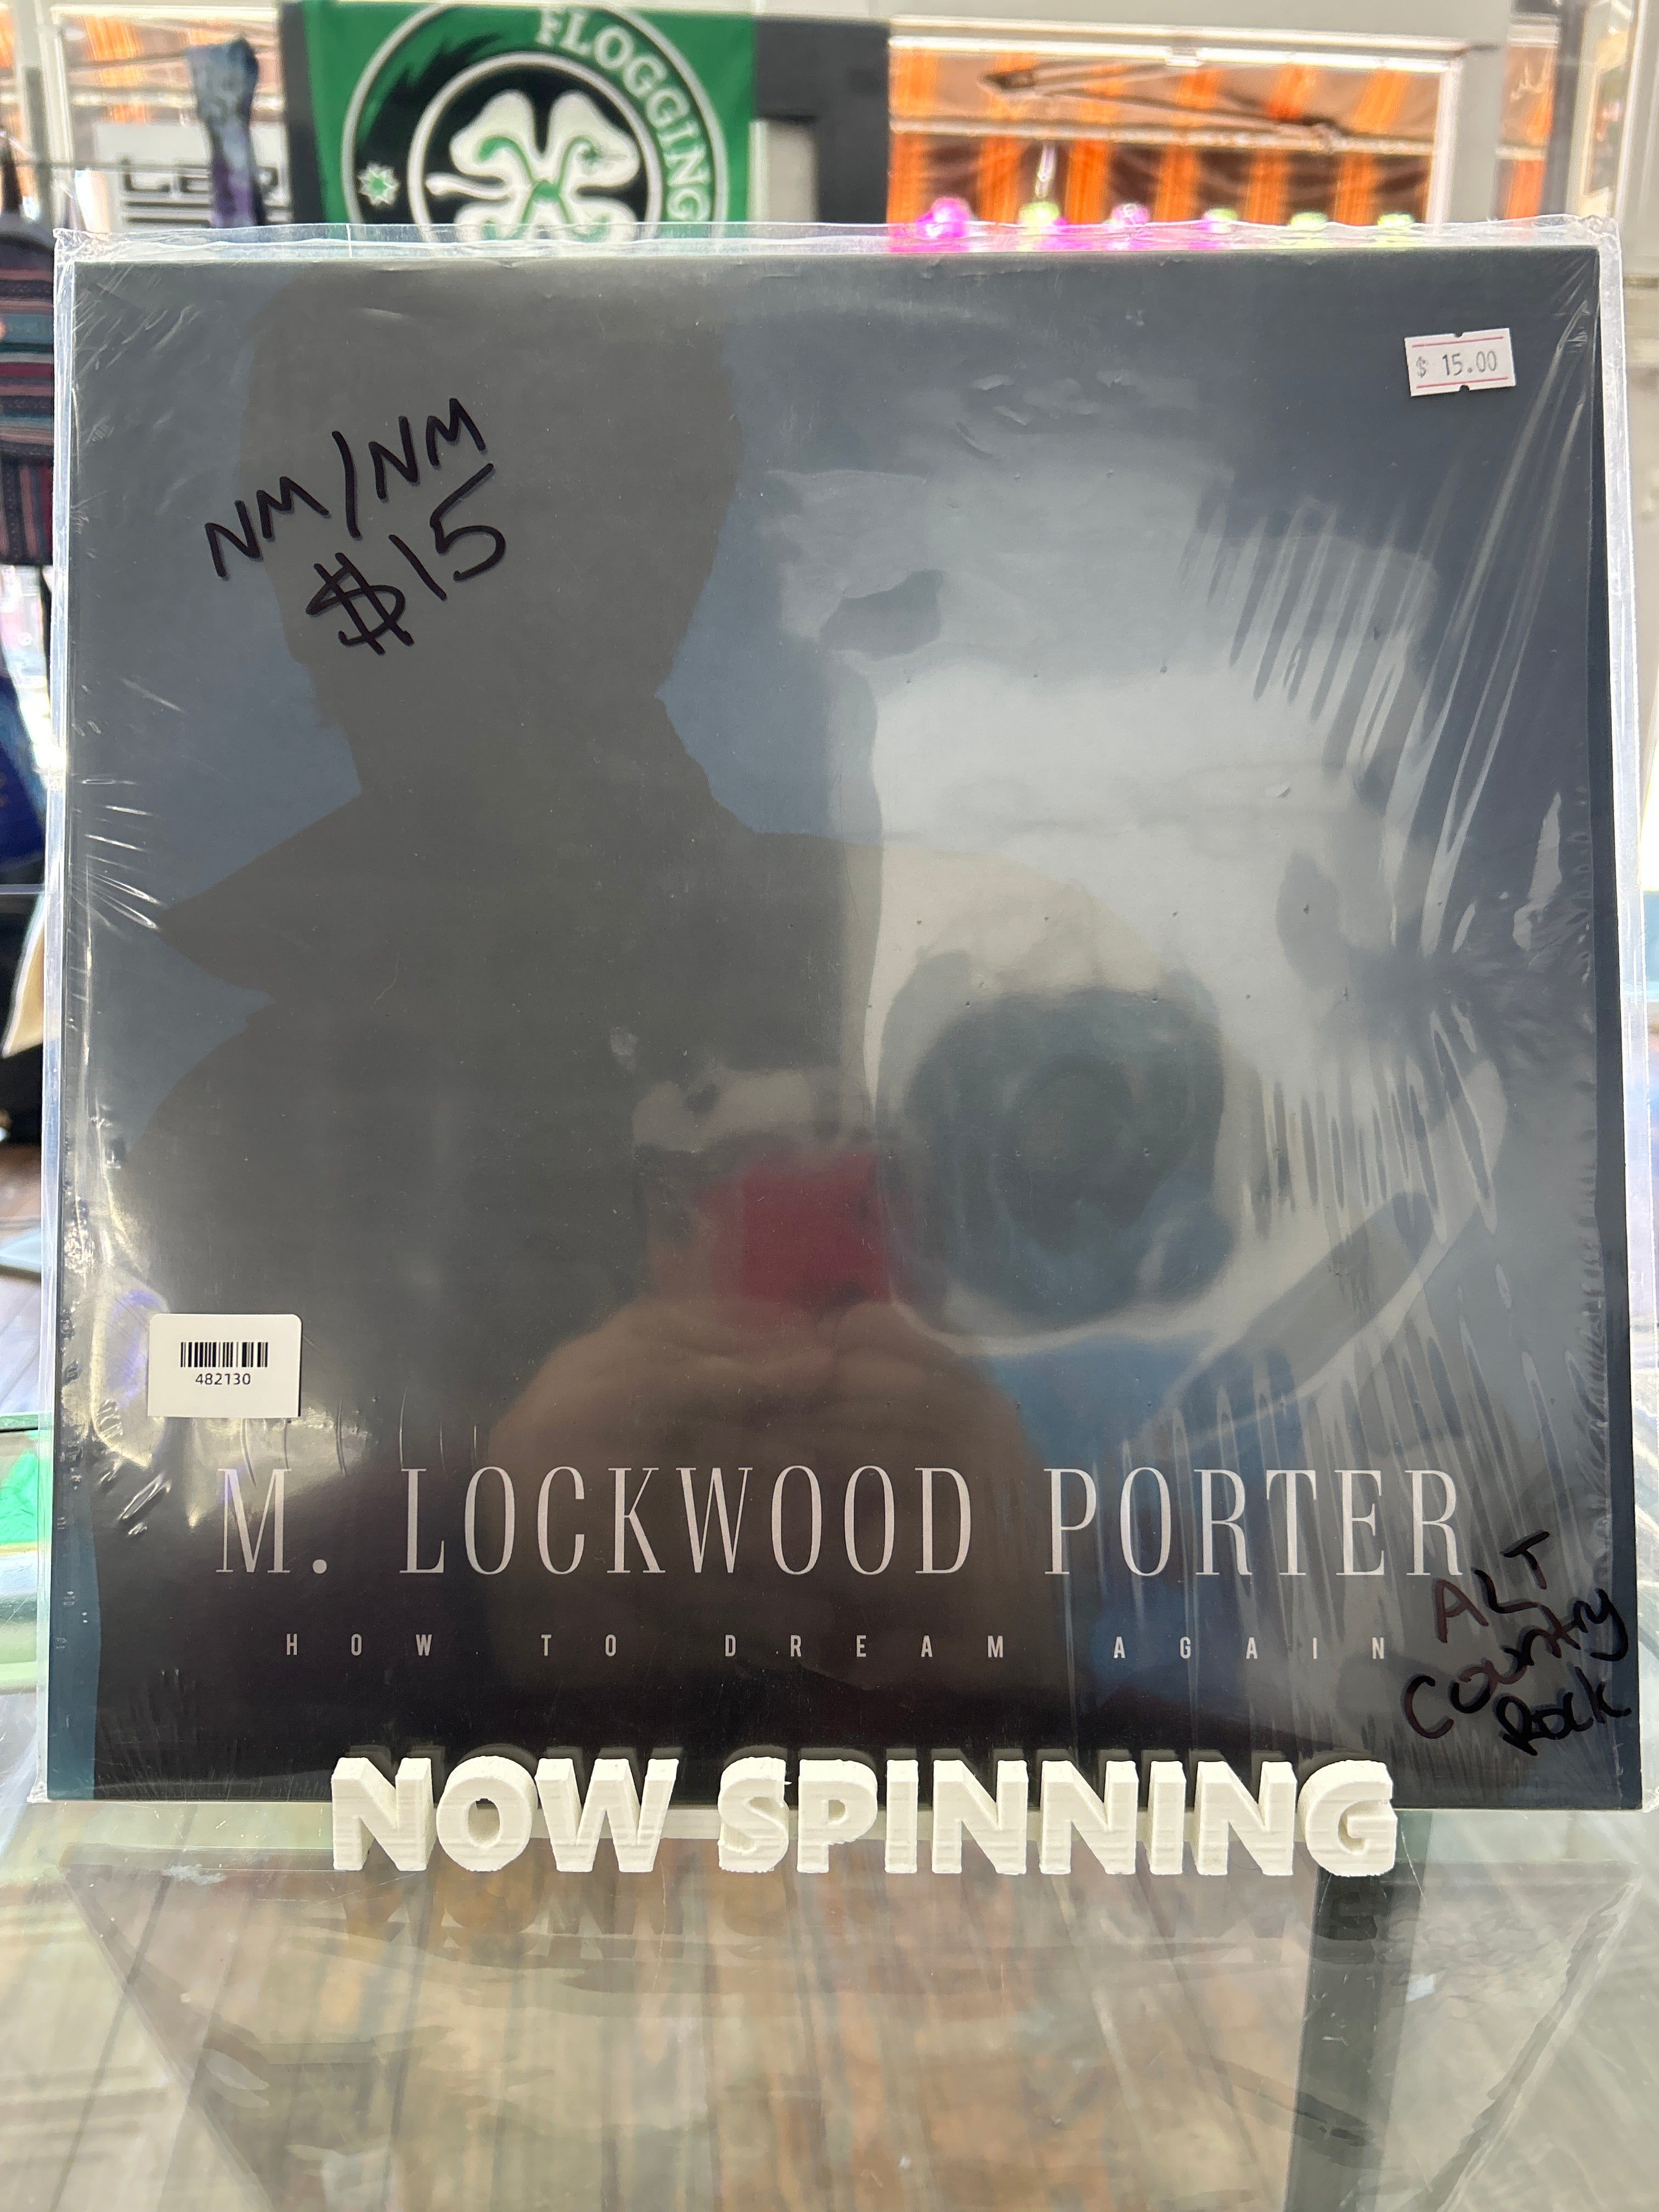 FLOGGING
$ 15.00
NM/NM
$15
482130
M. LOCKWOOD PORTER
HOW TO DREAM AGAIN
ALT
Country
Rock
NOW SPINNING